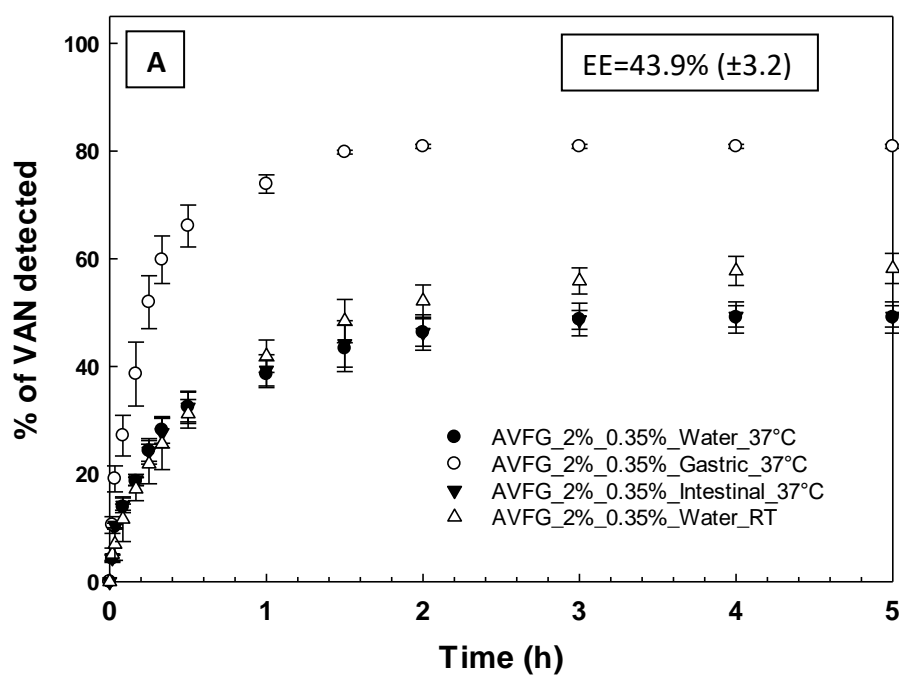 A
EE=43.9% (±3.2)
% of VAN detected
100
80
60
40
20
0
AVFG_2%_0.35%_Water_37°C
AVFG_2%_0.35%_Gastric_37°C
AVFG_2%_0.35%_Intestinal_37°C
AVFG_2%_0.35%_Water_RT
0 1 2 3 4 5
Time (h)